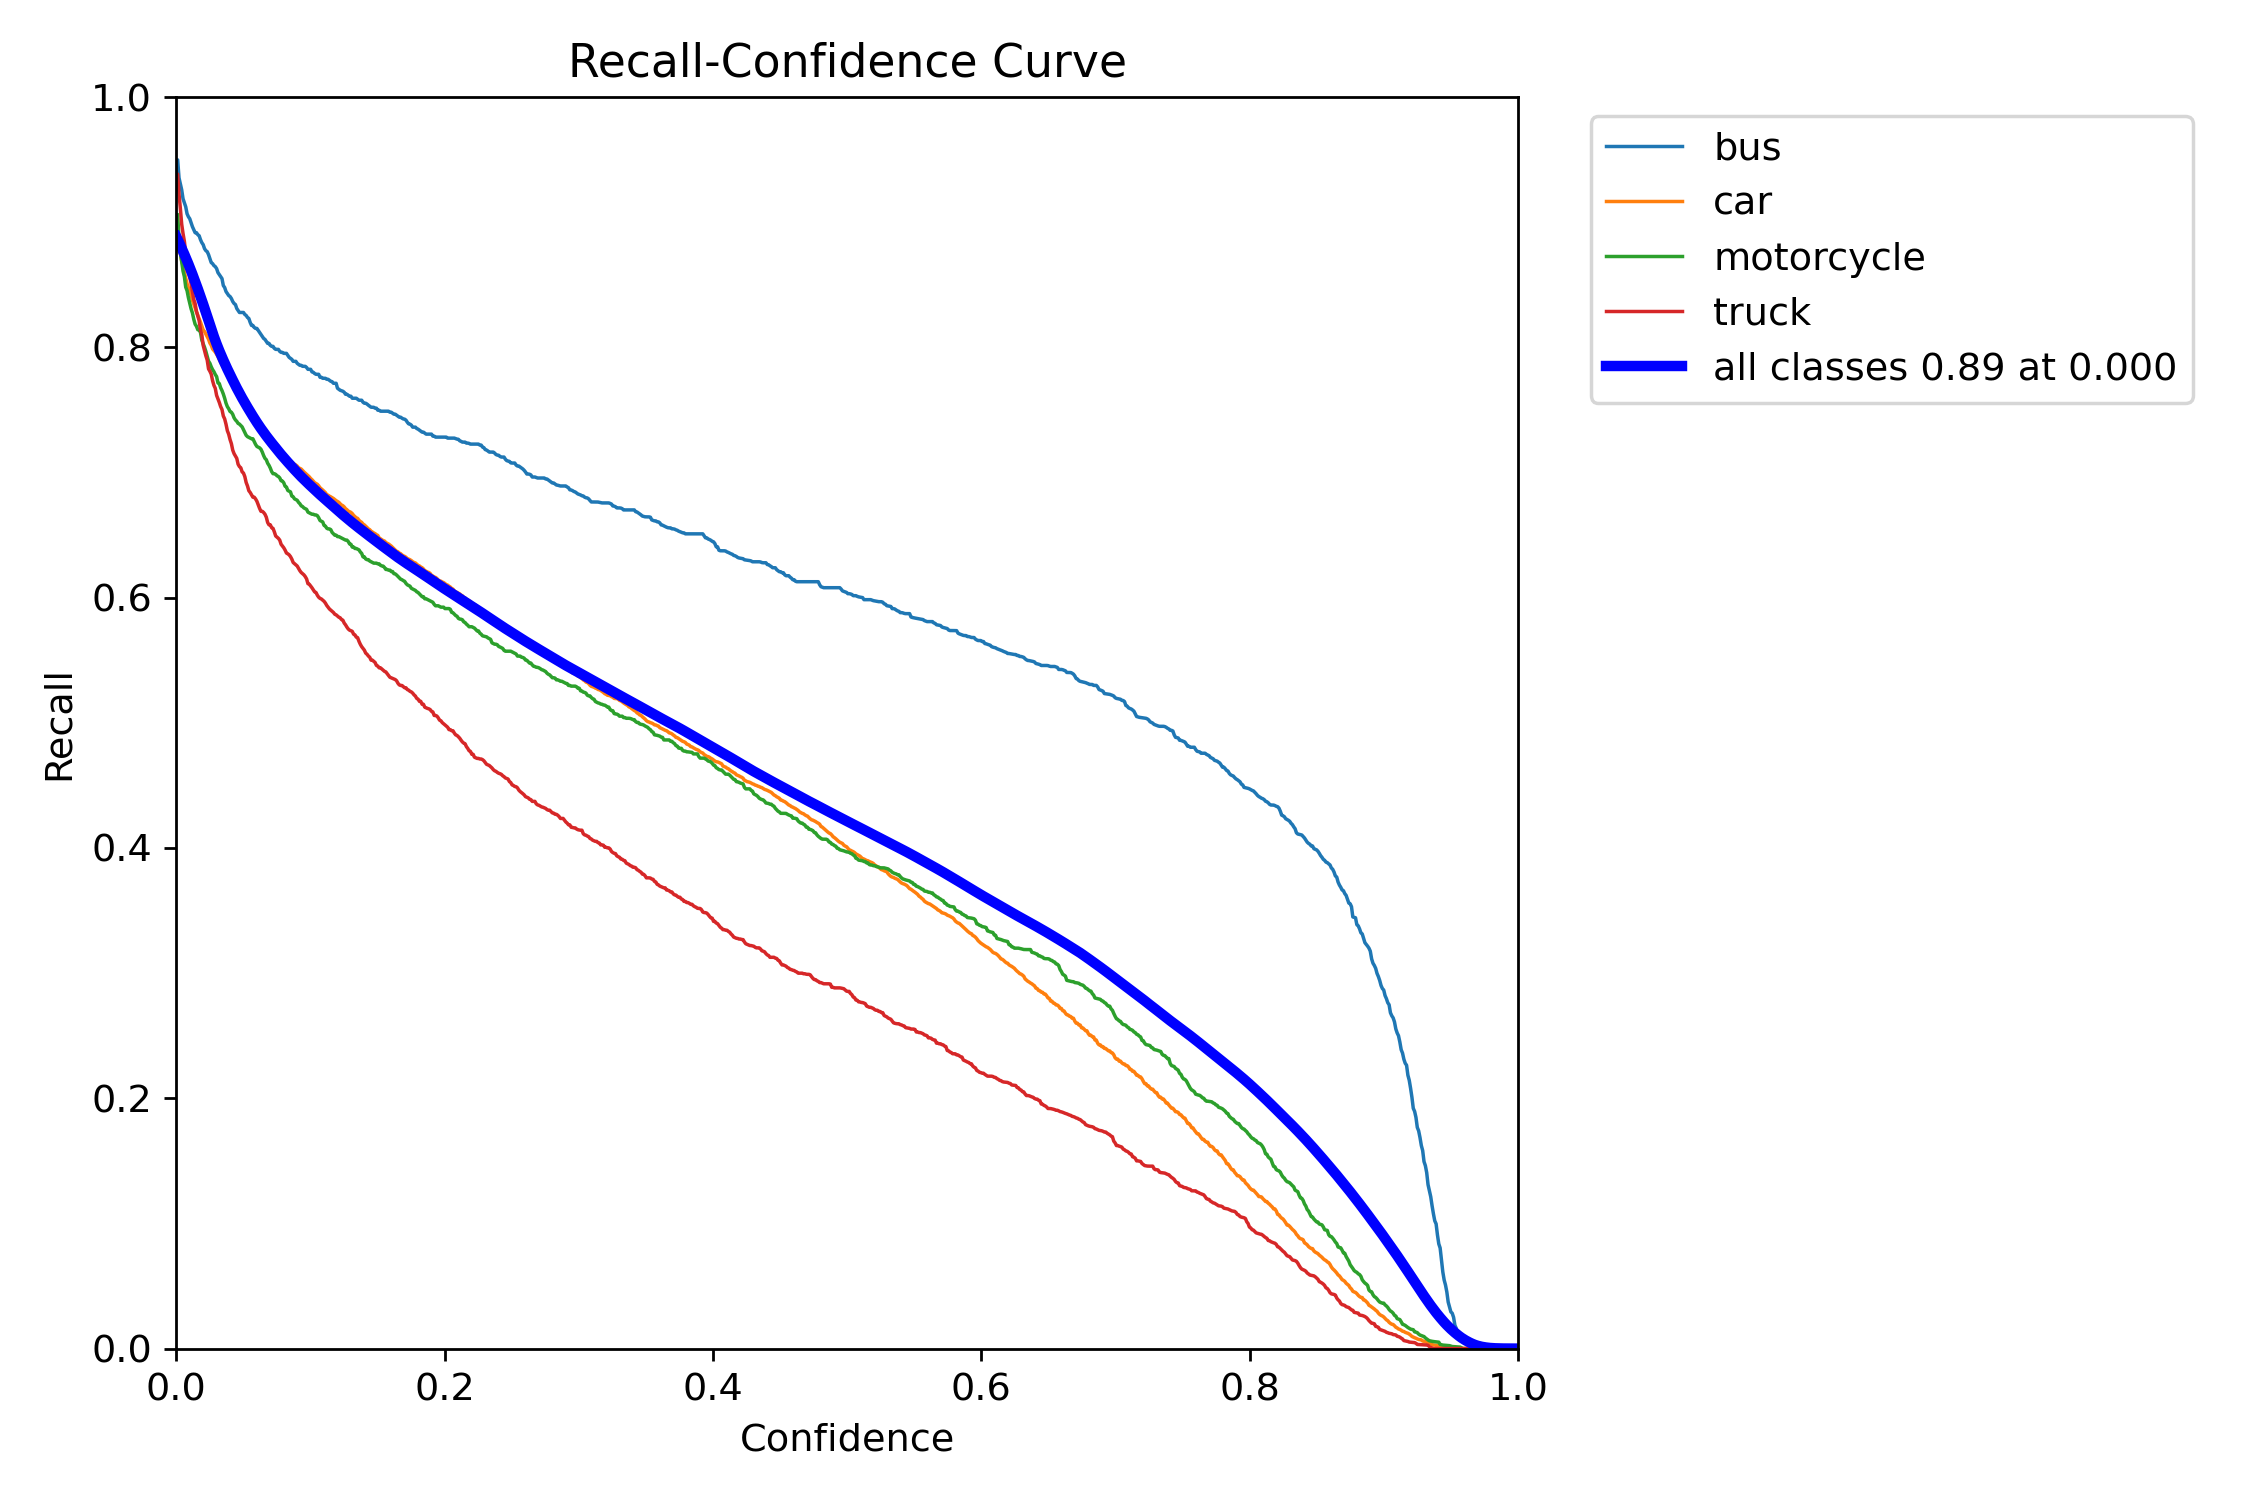 Recall-Confidence Curve
1.0
0.8
0.6
0.4
0.2
0.0
Recall
0.0 0.2 0.4 0.6 0.8 1.0
Confidence
bus
car
motorcycle
truck
all classes 0.89 at 0.000